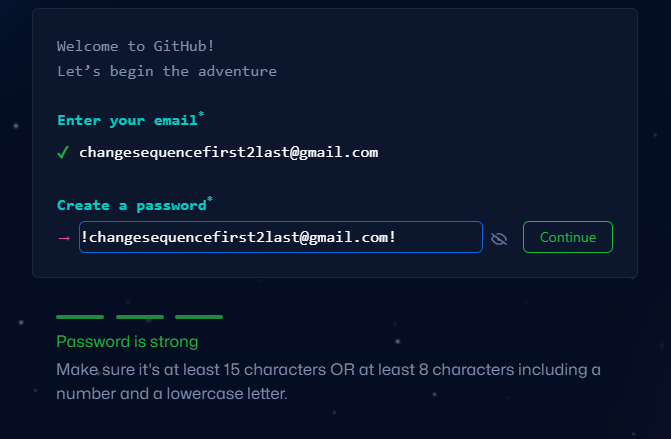 Welcome to GitHub!
Let’s begin the adventure
Enter your email*
✓ changesequencefirst2last@gmail.com
Create a password*
→ !changesequencefirst2last@gmail.com!
Continue
Password is strong
Make sure it's at least 15 characters OR at least 8 characters including a
number and a lowercase letter.